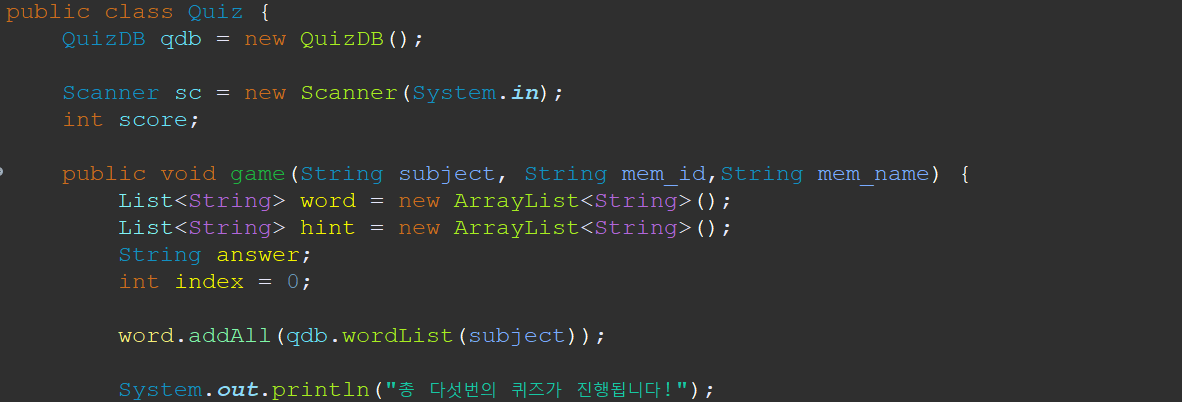 public class Quiz {
QuizDB qdb = new QuizDB();
Scanner sc = new Scanner(System.in);
int score;
public void game(String subject, String mem_id,String mem_name) {
List<String> word = new ArrayList<String>();
List<String> hint = new ArrayList<String>();
String answer;
int index = 0;
word.addAll(qdb.wordList(subject));
System.out.println("총 다섯번의 퀴즈가 진행됩니다!");